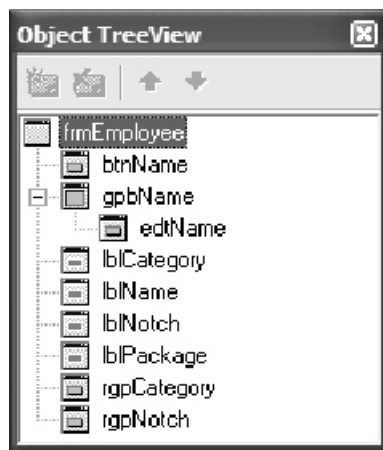 Object TreeView
frmEmployee
btnName
gpbName
edtName
lblCategory
lblName
lblNotch
lblPackage
rgpCategory
rgpNotch